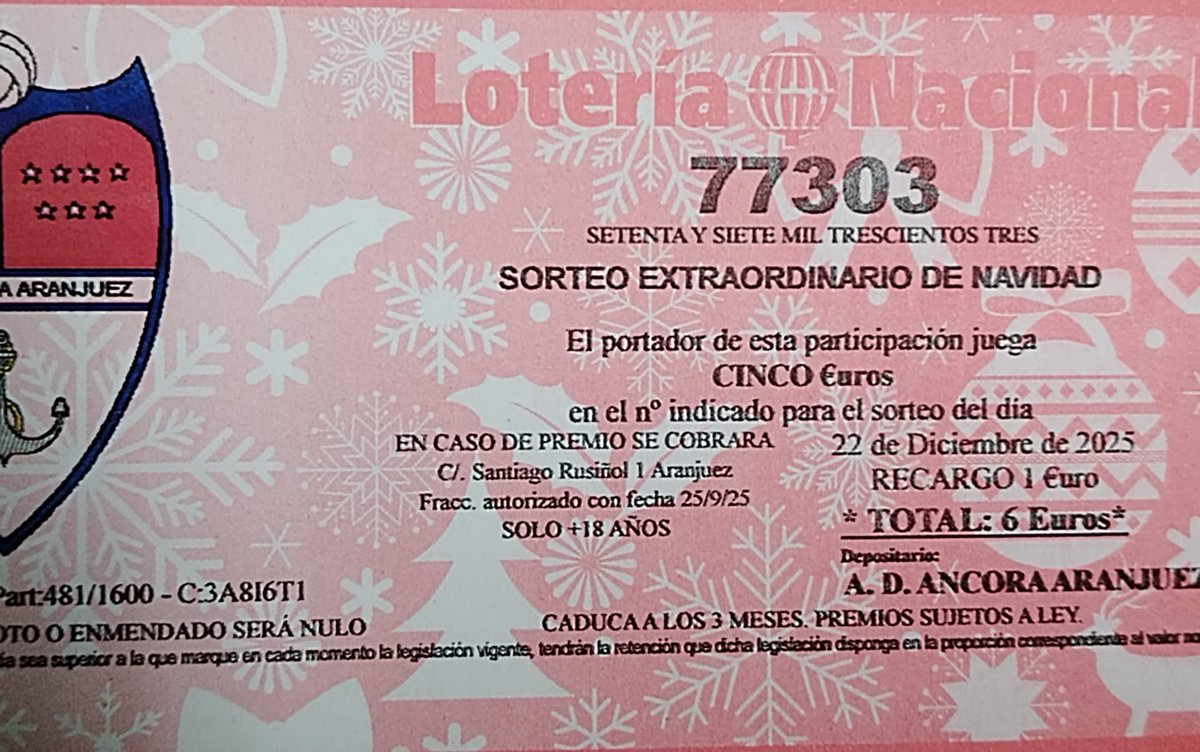 Lotería Nacional
77303
SETENTA Y SIETE MIL TRESCIENTOS TRES
SORTEO EXTRAORDINARIO DE NAVIDAD
A ARANJUEZ
El portador de esta participación juega
CINCO €uros
en el nº indicado para el sorteo del día
EN CASO DE PREMIO SE COBRARA
C/. Santiago Rusiñol 1 Aranjuez
Fracc. autorizado con fecha 25/9/25
SOLO +18 AÑOS
22 de Diciembre de 2025
RECARGO 1 €uro
* TOTAL: 6 Euros*
Depositario:
A. D. ANCORA ARANJUEZ
Part:481/1600 - C:3A8I6T1
OTO O ENMENDADO SERÁ NULO
CADUCA A LOS 3 MESES. PREMIOS SUJETOS A LEY.
sea superior a la que marque en cada momento la legislación vigente, tendrán la retención que dicha legislación disponga en la proporción correspondiente al valor